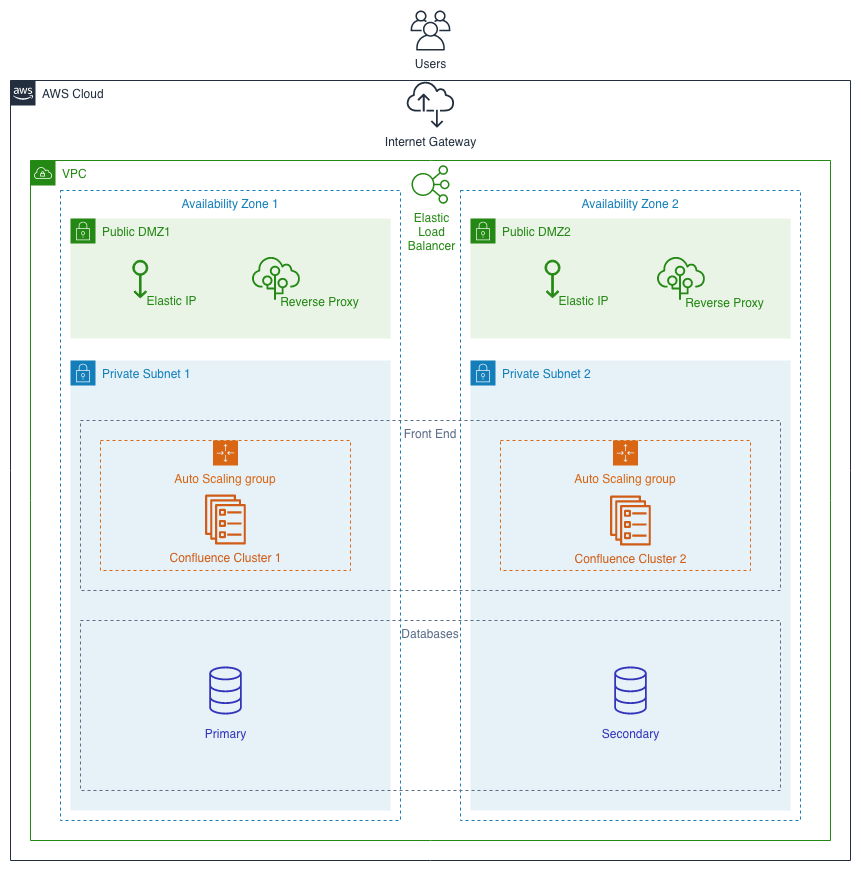 Users
aws
AWS Cloud
Internet Gateway
VPC
Availability Zone 1
Elastic
Load
Balancer
Availability Zone 2
Public DMZ1
Elastic IP
Reverse Proxy
Public DMZ2
Elastic IP
Reverse Proxy
Private Subnet 1
Private Subnet 2
Front End
Auto Scaling group
Confluence Cluster 1
Auto Scaling group
Confluence Cluster 2
Databases
Primary
Secondary